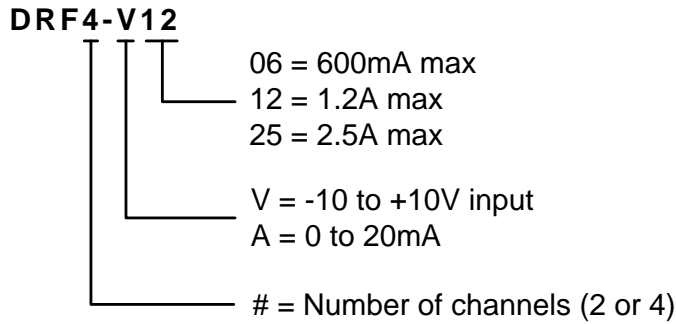 DRF4-V12
06 = 600mA max
12 = 1.2A max
25 = 2.5A max
V = -10 to +10V input
A = 0 to 20mA
# = Number of channels (2 or 4)